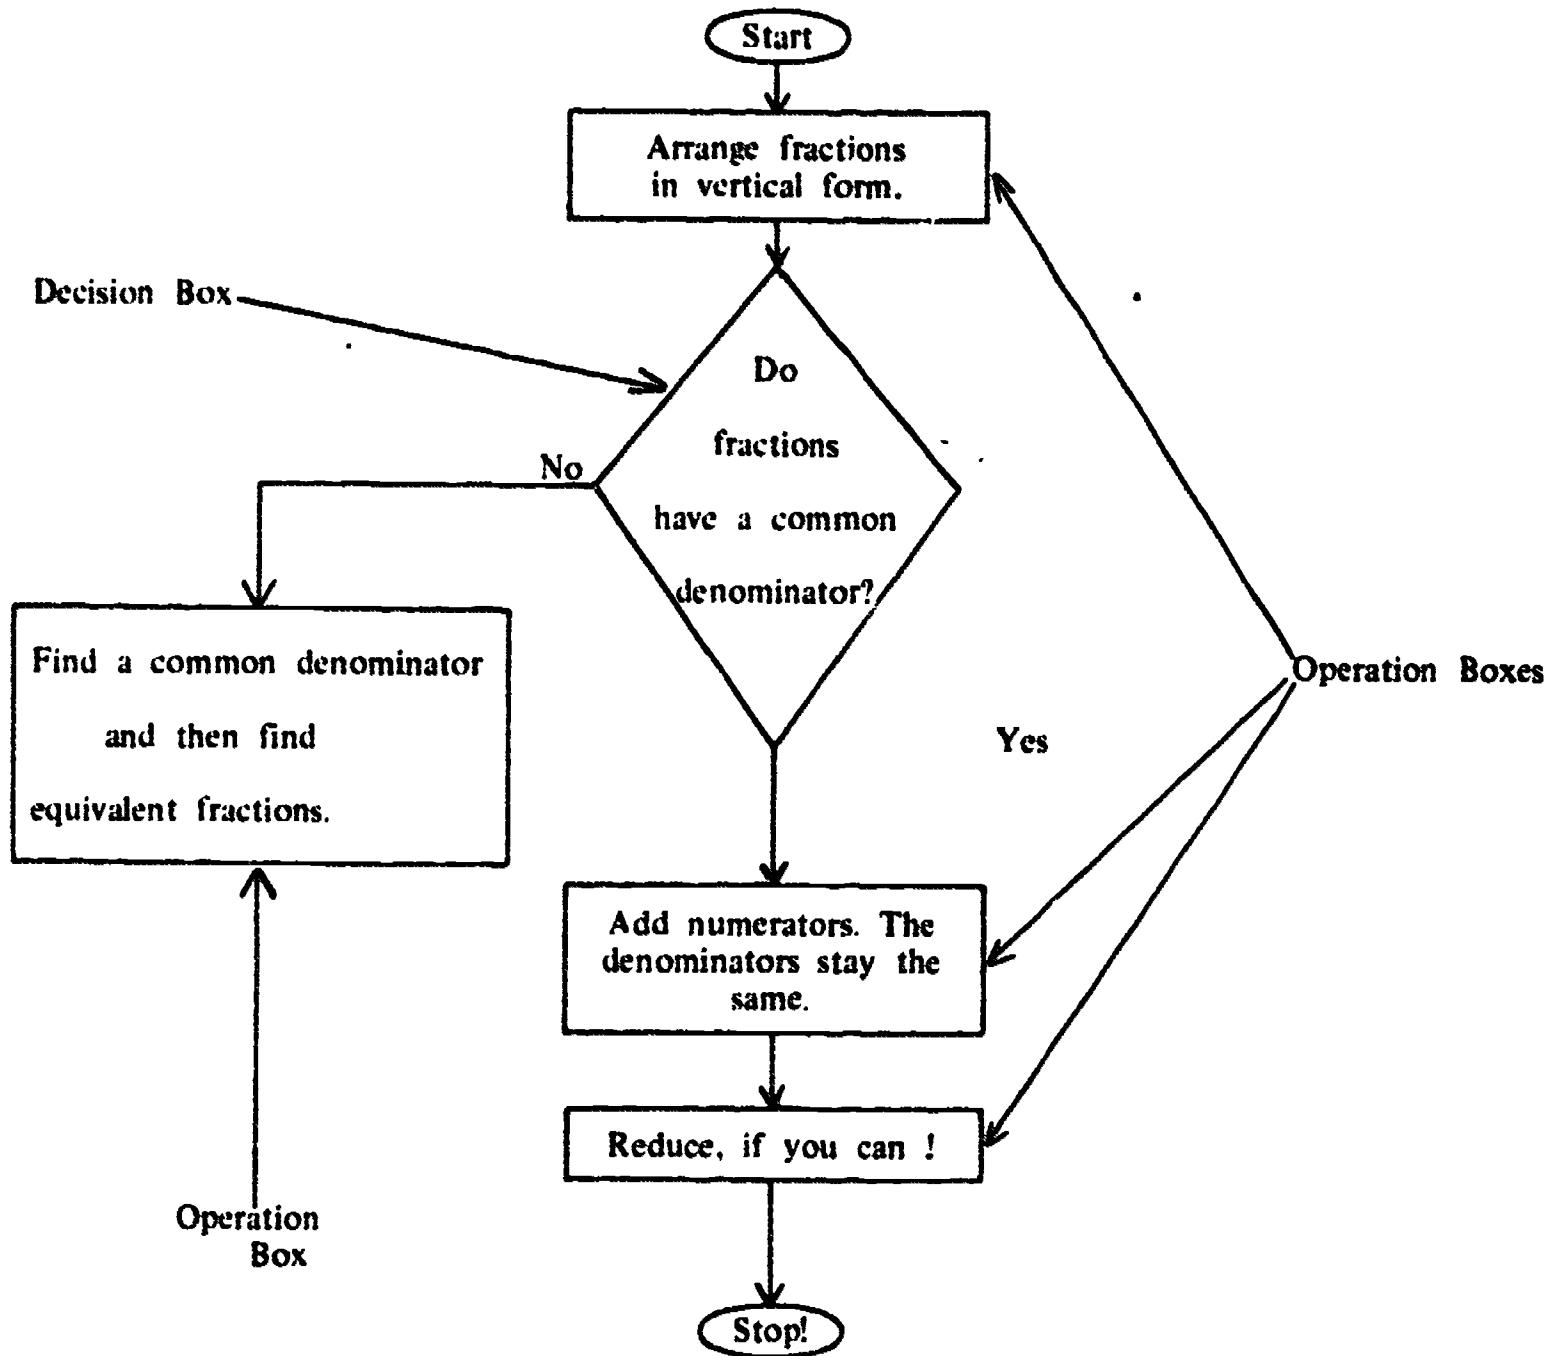 Start
Arrange fractions
in vertical form.
Decision Box
Do
fractions
No
have a common
denominator?
Find a common denominator
and then find
equivalent fractions.
Operation Boxes
Yes
Add numerators. The
denominators stay the
same.
Reduce, if you can !
Operation
Box
Stop!